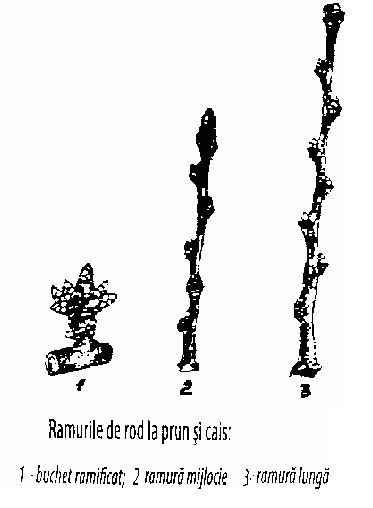 1 2 3
Ramurile de rod la prun și cais:
1 - buchet ramificat; 2 ramură mijlocie 3- ramură lungă